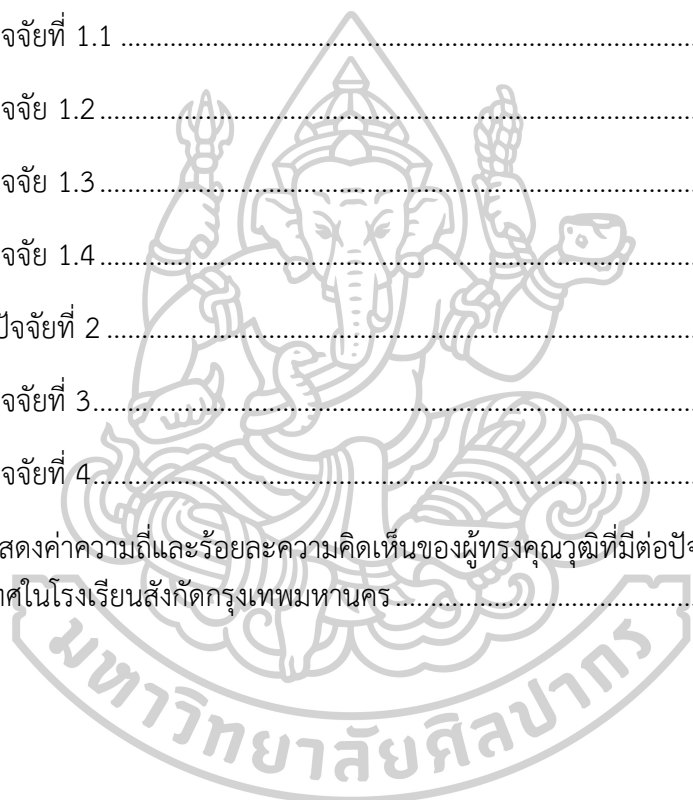 จจัยที่ 1.1 ........................................................................
จจัย 1.2 ........................................................................
จจัย 1.3 ........................................................................
จจัย 1.4 ........................................................................
ปัจจัยที่ 2 ........................................................................
จจัยที่ 3 ........................................................................
จจัยที่ 4 ........................................................................
สดงค่าความถี่และร้อยละความคิดเห็นของผู้ทรงคุณวุฒิที่มีต่อปัจ
ทศในโรงเรียนสังกัดกรุงเทพมหานคร ........................................................
มหาวิทยาลัยศิลปากร